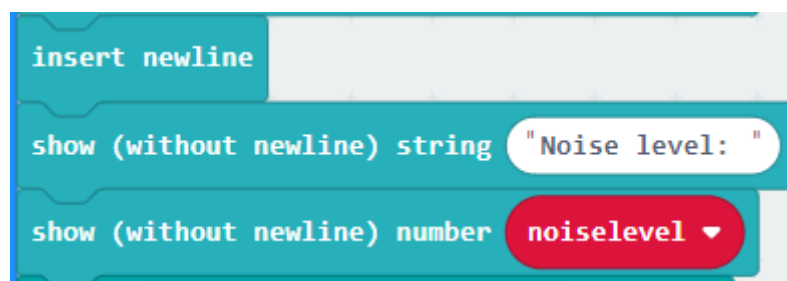 insert newline
show (without newline) string "Noise level: "
show (without newline) number noiselevel